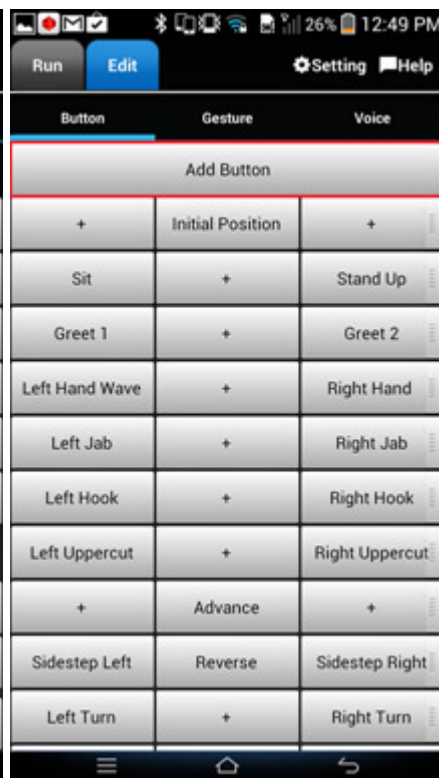 26% 12:49 PM
Run Edit Setting Help
Button Gesture Voice
Add Button
+ Initial Position +
Sit + Stand Up
Greet 1 + Greet 2
Left Hand Wave + Right Hand
Left Jab + Right Jab
Left Hook + Right Hook
Left Uppercut + Right Uppercut
+ Advance +
Sidestep Left Reverse Sidestep Right
Left Turn + Right Turn